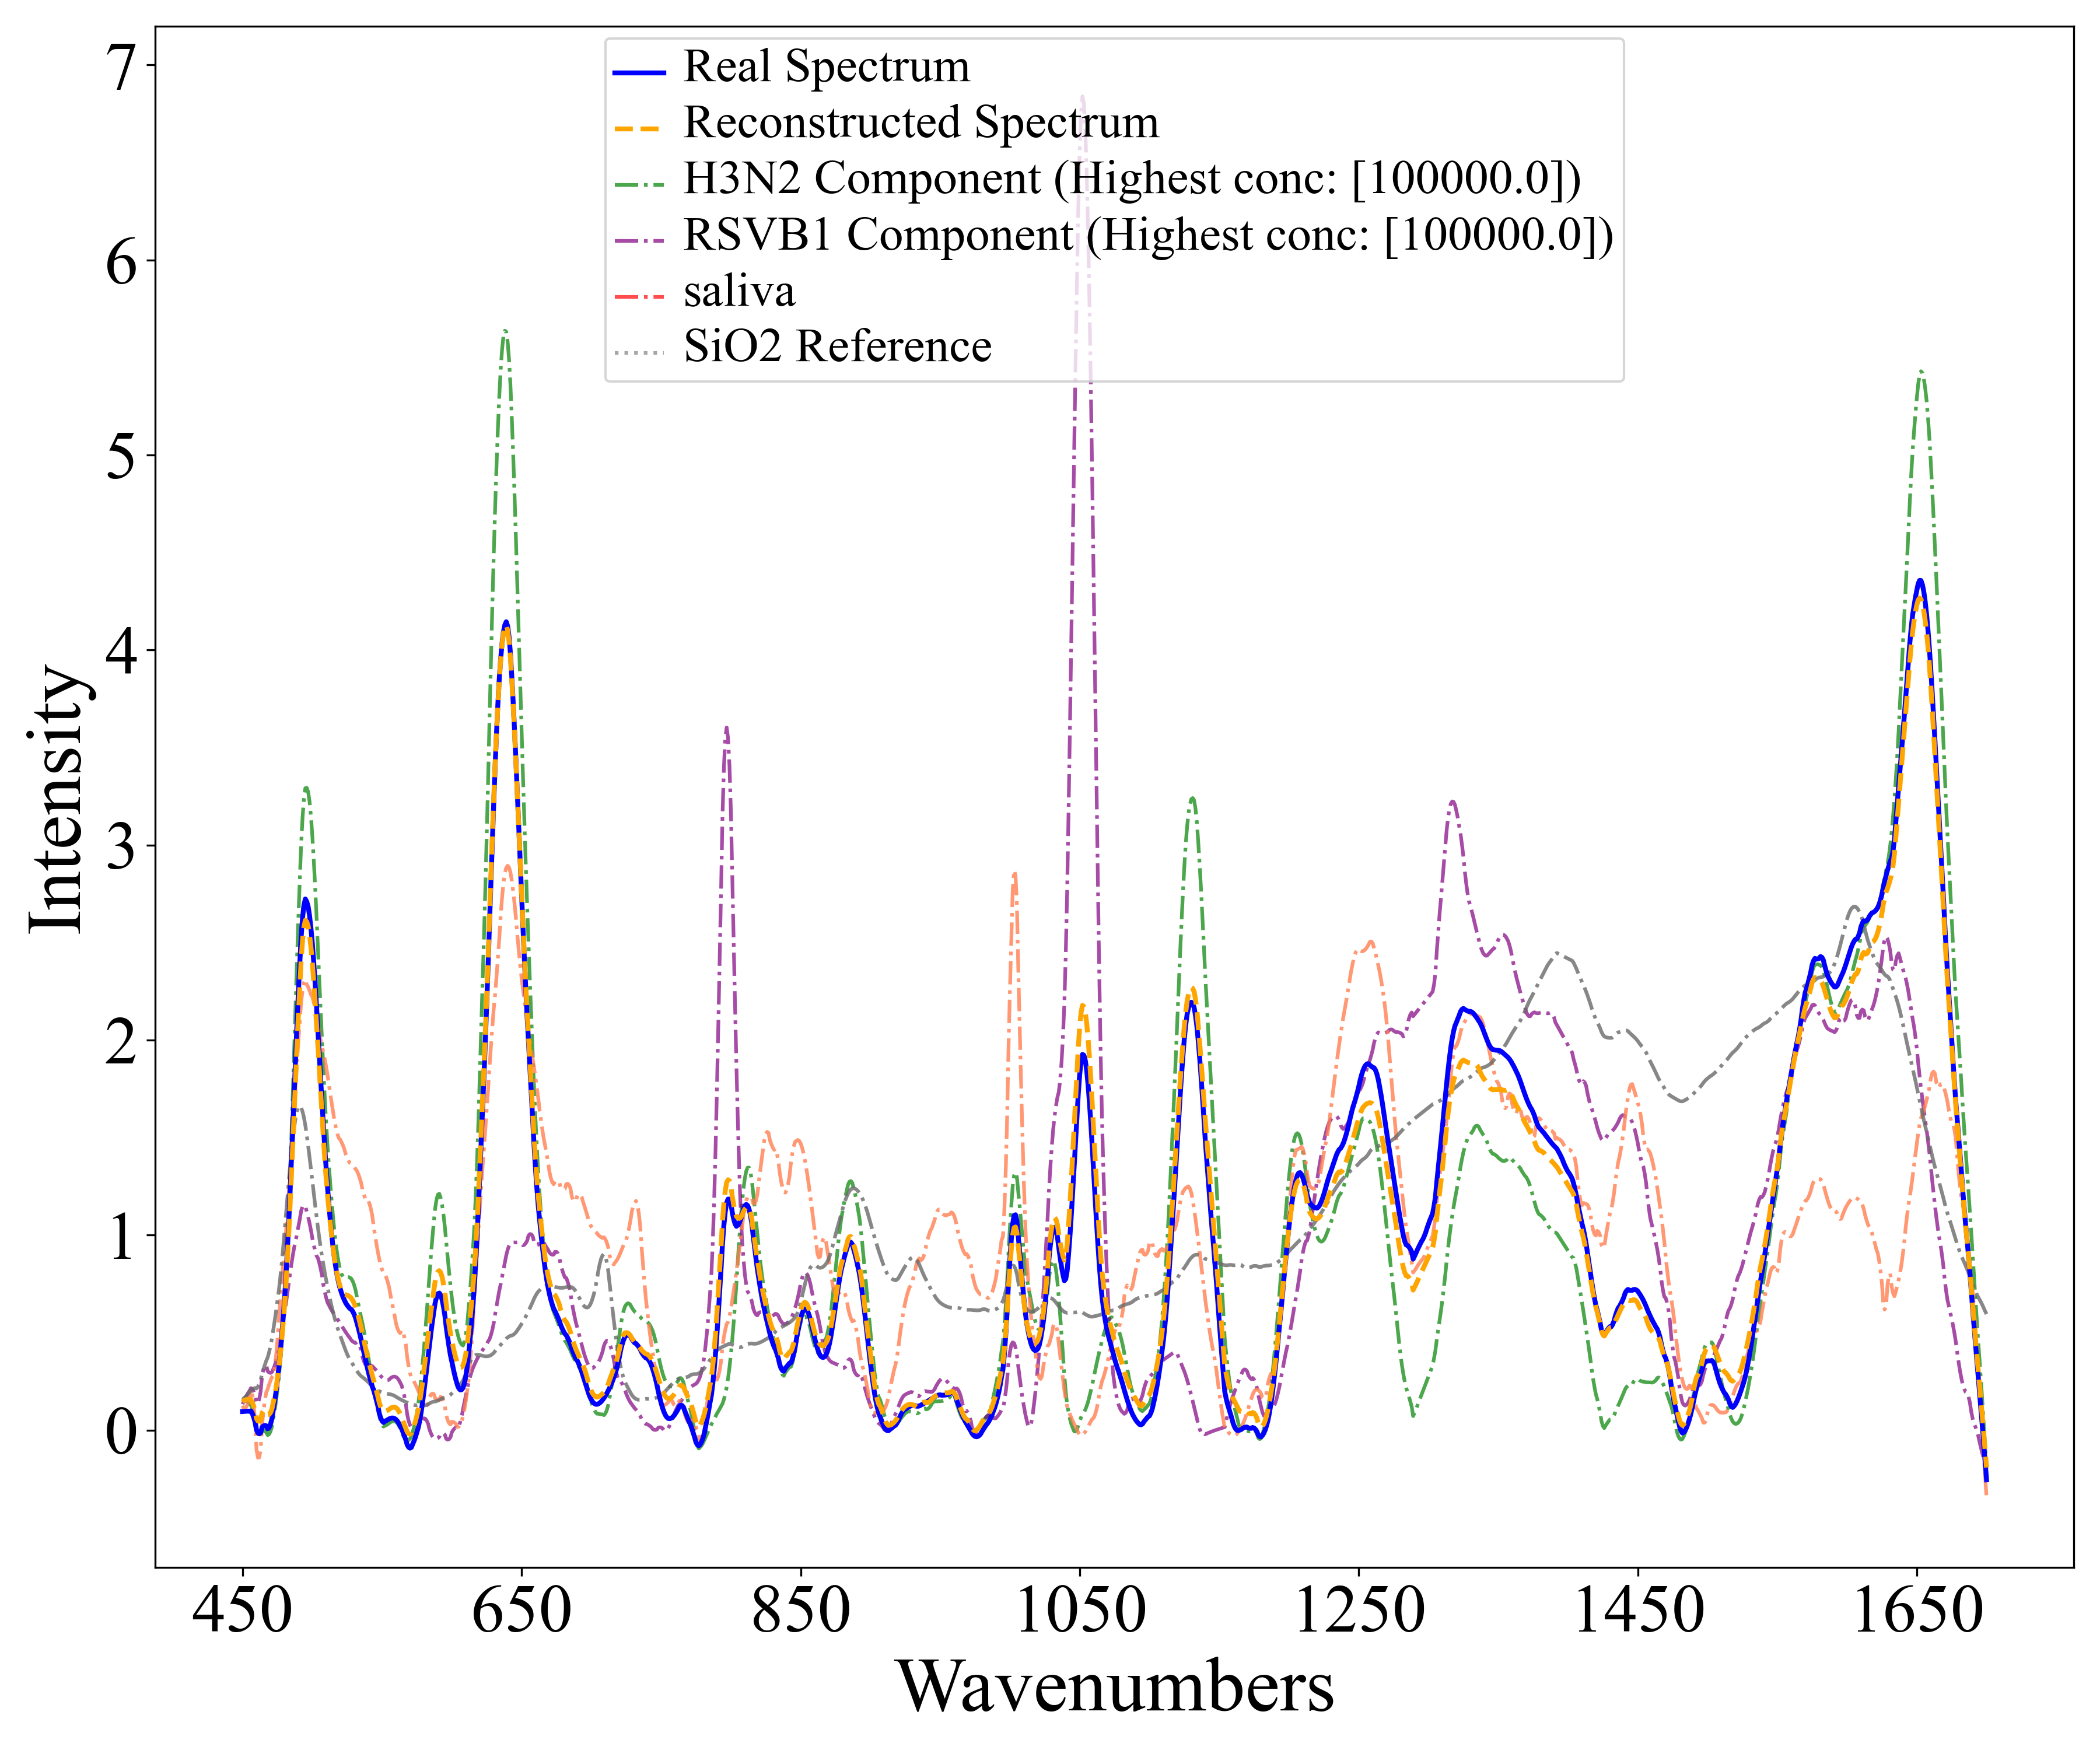 Real Spectrum
Reconstructed Spectrum
H3N2 Component (Highest conc: [100000.0])
RSVB1 Component (Highest conc: [100000.0])
saliva
SiO2 Reference
7
6
5
4
3
2
1
0
Intensity
450 650 850 1050 1250 1450 1650
Wavenumbers